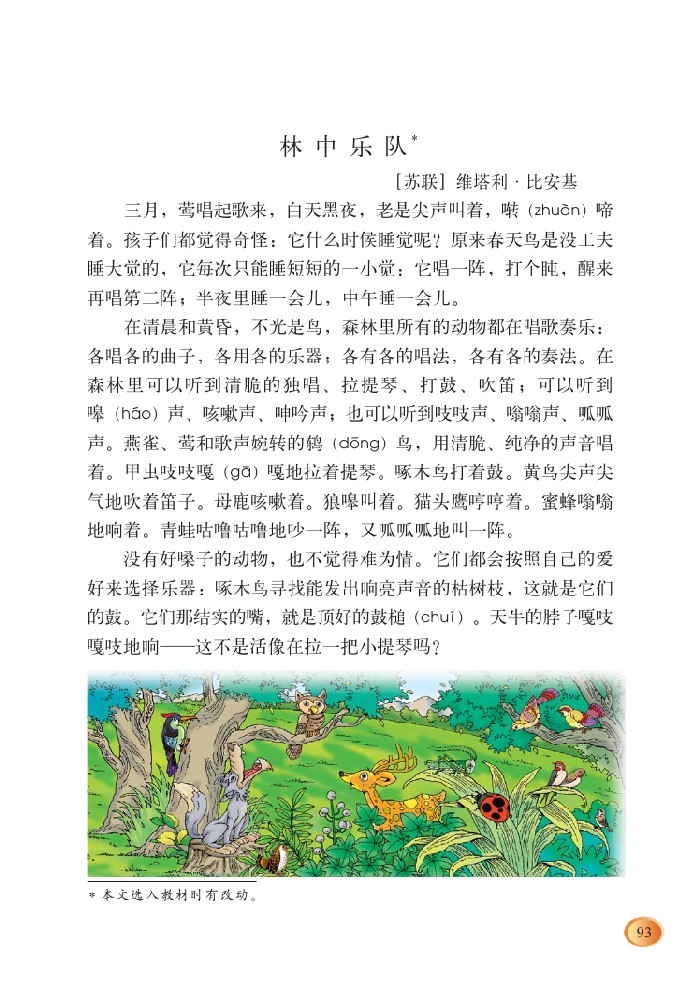 林中乐队*
[苏联] 维塔利·比安基
三月，莺唱起歌来，白天黑夜，老是尖声叫着，啭（zhuàn）啼
着。孩子们都觉得奇怪：它什么时候睡觉呢？原来春天鸟是没工夫
睡大觉的，它每次只能睡短短的一小觉：它唱一阵，打个盹，醒来
再唱第二阵；半夜里睡一会儿，中午睡一会儿。
在清晨和黄昏，不光是鸟，森林里所有的动物都在唱歌奏乐：
各唱各的曲子，各用各的乐器；各有各的唱法，各有各的奏法。在
森林里可以听到清脆的独唱、拉提琴、打鼓、吹笛；可以听到
嗥（háo）声、咳嗽声、呻吟声；也可以听到吱吱声、嗡嗡声、呱呱
声。燕雀、莺和歌声婉转的鸫（dōng）鸟，用清脆、纯净的声音唱
着。甲虫吱吱嘎（gā）嘎地拉着提琴。啄木鸟打着鼓。黄鸟尖声尖
气地吹着笛子。母鹿咳嗽着。狼嗥叫着。猫头鹰哼哼着。蜜蜂嗡嗡
地响着。青蛙咕噜咕噜地吵一阵，又呱呱呱地叫一阵。
没有好嗓子的动物，也不觉得难为情。它们都会按照自己的爱
好来选择乐器：啄木鸟寻找能发出响亮声音的枯树枝，这就是它们
的鼓。它们那结实的嘴，就是顶好的鼓槌（chuí）。天牛的脖子嘎吱
嘎吱地响——这不是活像在拉一把小提琴吗？
* 本文选入教材时有改动。
93